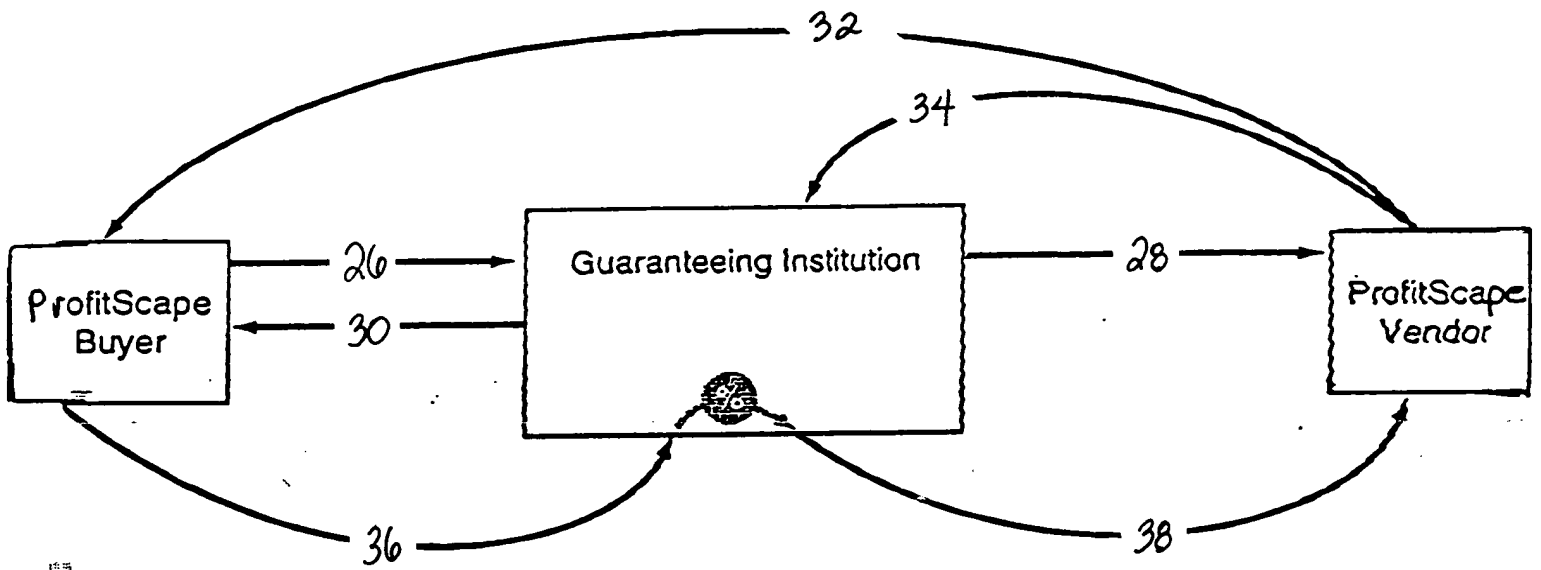 32
34
26
Guaranteeing Institution
28
ProfitScape
Buyer
30
ProfitScape
Vendor
%
36
38